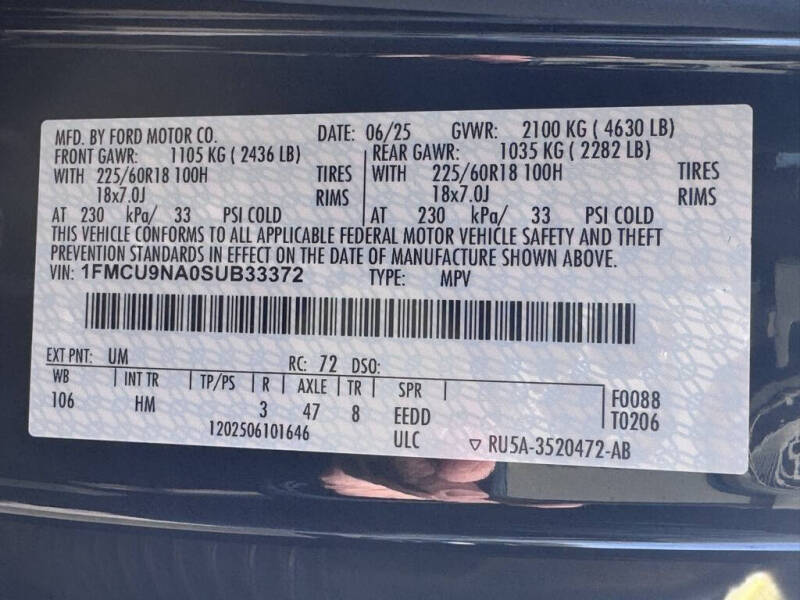 MFD. BY FORD MOTOR CO. DATE: 06/25 GVWR: 2100 KG ( 4630 LB)
FRONT GAWR: 1105 KG ( 2436 LB) REAR GAWR: 1035 KG ( 2282 LB)
WITH 225/60R18 100H TIRES WITH 225/60R18 100H TIRES
18x7.0J RIMS 18x7.0J RIMS
AT 230 kPa/ 33 PSI COLD AT 230 kPa/ 33 PSI COLD
THIS VEHICLE CONFORMS TO ALL APPLICABLE FEDERAL MOTOR VEHICLE SAFETY AND THEFT
PREVENTION STANDARDS IN EFFECT ON THE DATE OF MANUFACTURE SHOWN ABOVE.
VIN: 1FMCU9NA0SUB33372 TYPE: MPV
EXT PNT: UM RC: 72 DSO:
WB INT TR TP/PS R AXLE TR SPR F0088
106 HM 3 47 8 EEDD T0206
1202506101646 ULC RU5A-3520472-AB